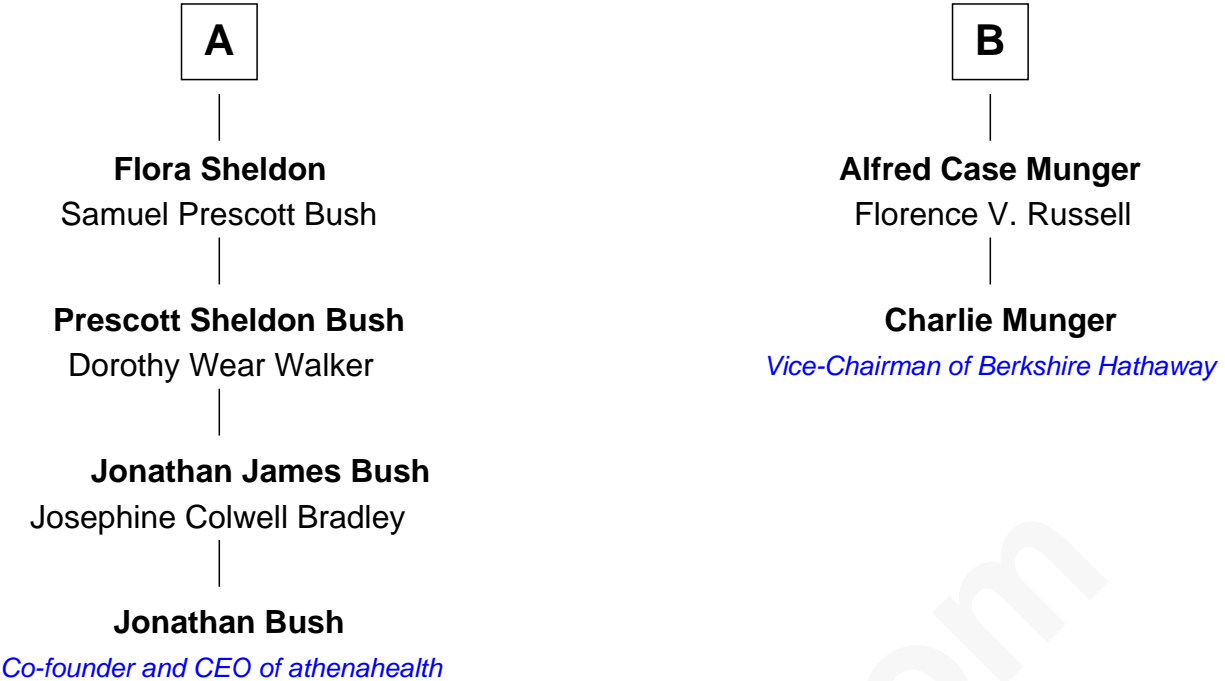 A
Flora Sheldon
Samuel Prescott Bush
Prescott Sheldon Bush
Dorothy Wear Walker
Jonathan James Bush
Josephine Colwell Bradley
Jonathan Bush
Co-founder and CEO of athenahealth
B
Alfred Case Munger
Florence V. Russell
Charlie Munger
Vice-Chairman of Berkshire Hathaway
om